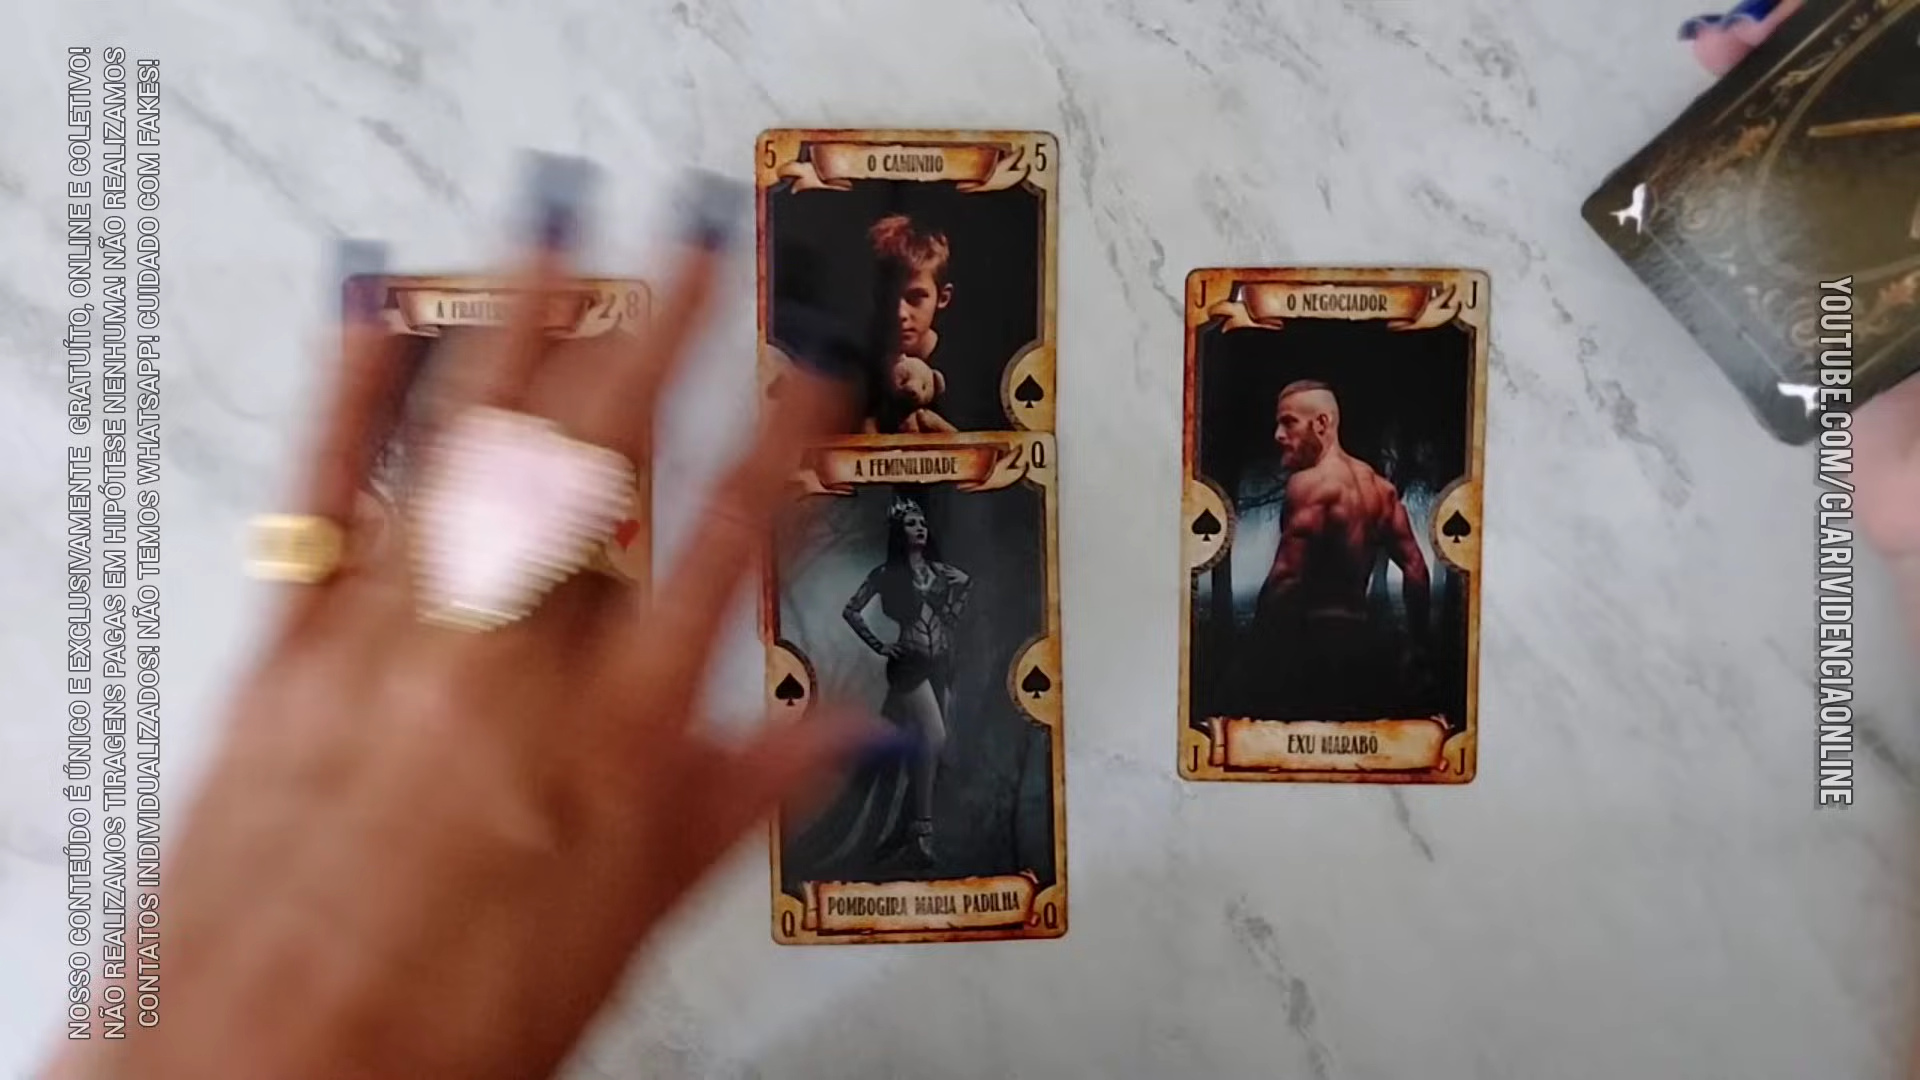 NOSSO CONTEÚDO É ÚNICO E EXCLUSIVAMENTE GRATUÍTO, ONLINE E COLETIVO!
NÃO REALIZAMOS TIRAGENS PAGAS EM HIPÓTESE NENHUMA! NÃO REALIZAMOS
CONTATOS INDIVIDUALIZADOS! NÃO TEMOS WHATSAPP! CUIDADO COM FAKES!
8
A
5
O CAMINHO
5
Q
A FEMINILIDADE
POMBOGIRA MARIA PADILHA
Q
Q
J
O NEGOCIADOR
J
EXU MARABÔ
J
J
YOUTUBE.COM/CLARIVIDENCIAONLINE